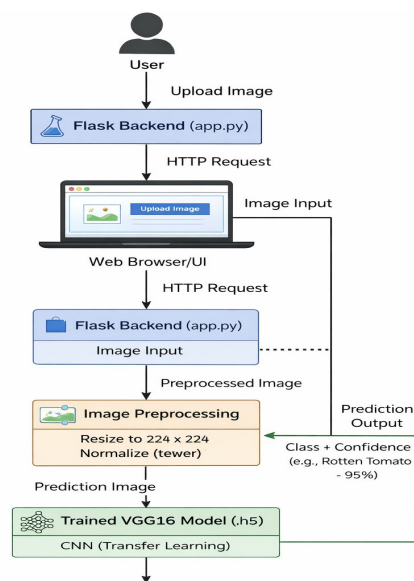 User
Upload Image
Flask Backend (app.py)
HTTP Request
Upload Image
Image Input
Web Browser/UI
HTTP Request
Flask Backend (app.py)
Image Input
Preprocessed Image
Image Preprocessing
Resize to 224 x 224
Normalize (tewer)
Prediction
Output
Class + Confidence
(e.g., Rotten Tomato
- 95%)
Prediction Image
Trained VGG16 Model (.h5)
CNN (Transfer Learning)